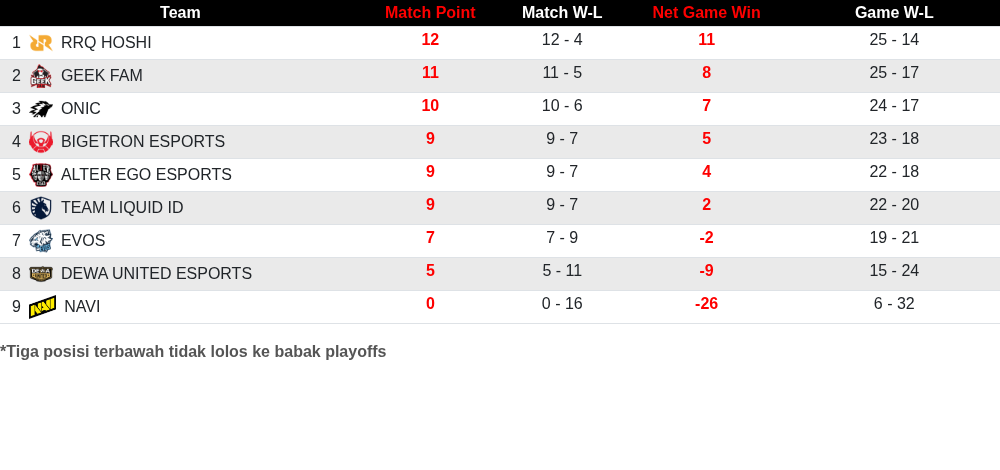 Team Match Point Match W-L Net Game Win Game W-L
1 RRQ HOSHI 12 12 - 4 11 25 - 14
2 GEEK FAM 11 11 - 5 8 25 - 17
3 ONIC 10 10 - 6 7 24 - 17
4 BIGETRON ESPORTS 9 9 - 7 5 23 - 18
5 ALTER EGO ESPORTS 9 9 - 7 4 22 - 18
6 TEAM LIQUID ID 9 9 - 7 2 22 - 20
7 EVOS 7 7 - 9 -2 19 - 21
8 DEWA UNITED ESPORTS 5 5 - 11 -9 15 - 24
9 NAVI NAVI 0 0 - 16 -26 6 - 32
*Tiga posisi terbawah tidak lolos ke babak playoffs